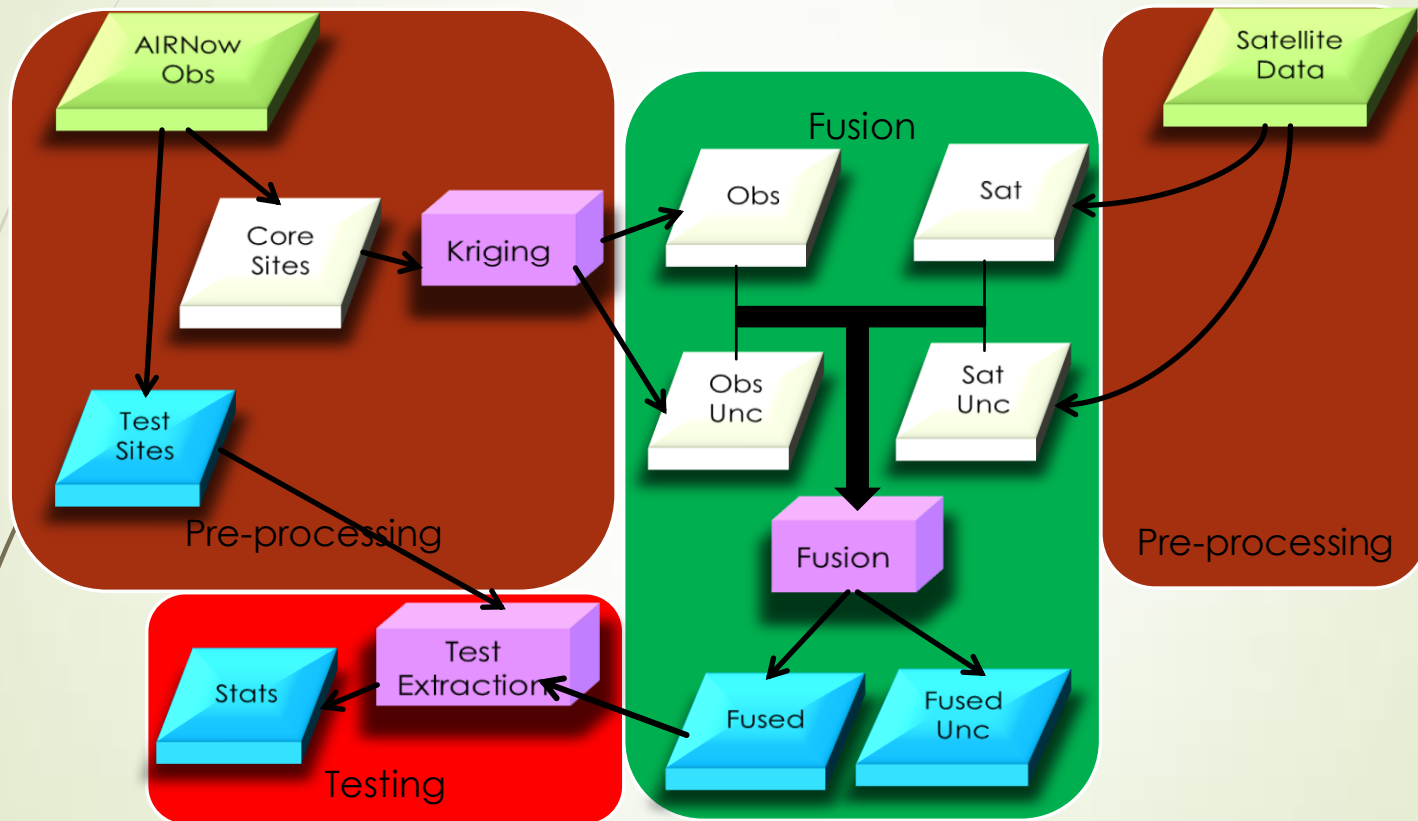 AIRNow
Obs
Core
Sites
Kriging
Test
Sites
Pre-processing
Fusion
Obs
Sat
Obs
Unc
Sat
Unc
Fusion
Fused
Fused
Unc
Satellite
Data
Pre-processing
Test
Extraction
Stats
Testing